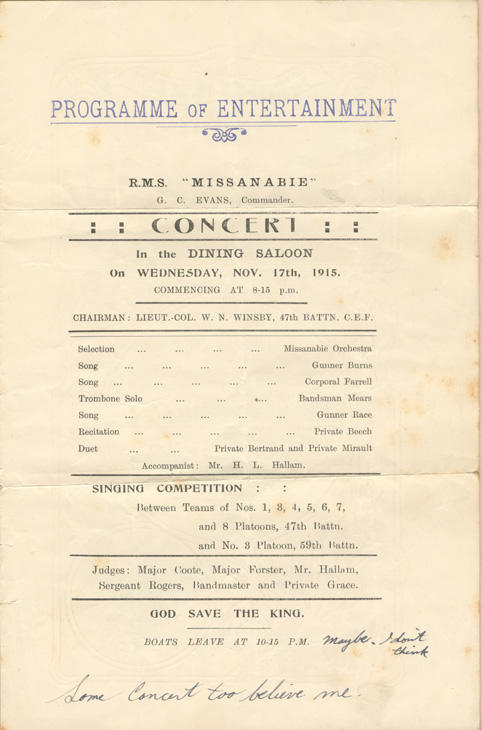 PROGRAMME OF ENTERTAINMENT
R.M.S. "MISSANABIE"
G. C. EVANS, Commander.
: : CONCERT : :
In the DINING SALOON
On WEDNESDAY, NOV. 17th, 1915.
COMMENCING AT 8-15 p.m.
CHAIRMAN: LIEUT.-COL. W. N. WINSBY, 47th BATTN. C.E.F.
Selection ... ... ... ... Missanabie Orchestra
Song ... ... ... ... ... Gunner Burns
Song ... ... ... ... ... Corporal Farrell
Trombone Solo ... ... ... Bandsman Mears
Song ... ... ... ... ... Gunner Race
Recitation ... ... ... ... ... Private Beech
Duet ... ... Private Bertrand and Private Mirault
Accompanist: Mr. H. L. Hallam.
SINGING COMPETITION : :
Between Teams of Nos. 1, 3, 4, 5, 6, 7,
and 8 Platoons, 47th Battn.
and No. 3 Platoon, 59th Battn.
Judges: Major Coote, Major Forster, Mr. Hallam,
Sergeant Rogers, Bandmaster and Private Grace.
GOD SAVE THE KING.
BOATS LEAVE AT 10-15 P.M. Maybe. I don't
think
Some Concert too believe me.